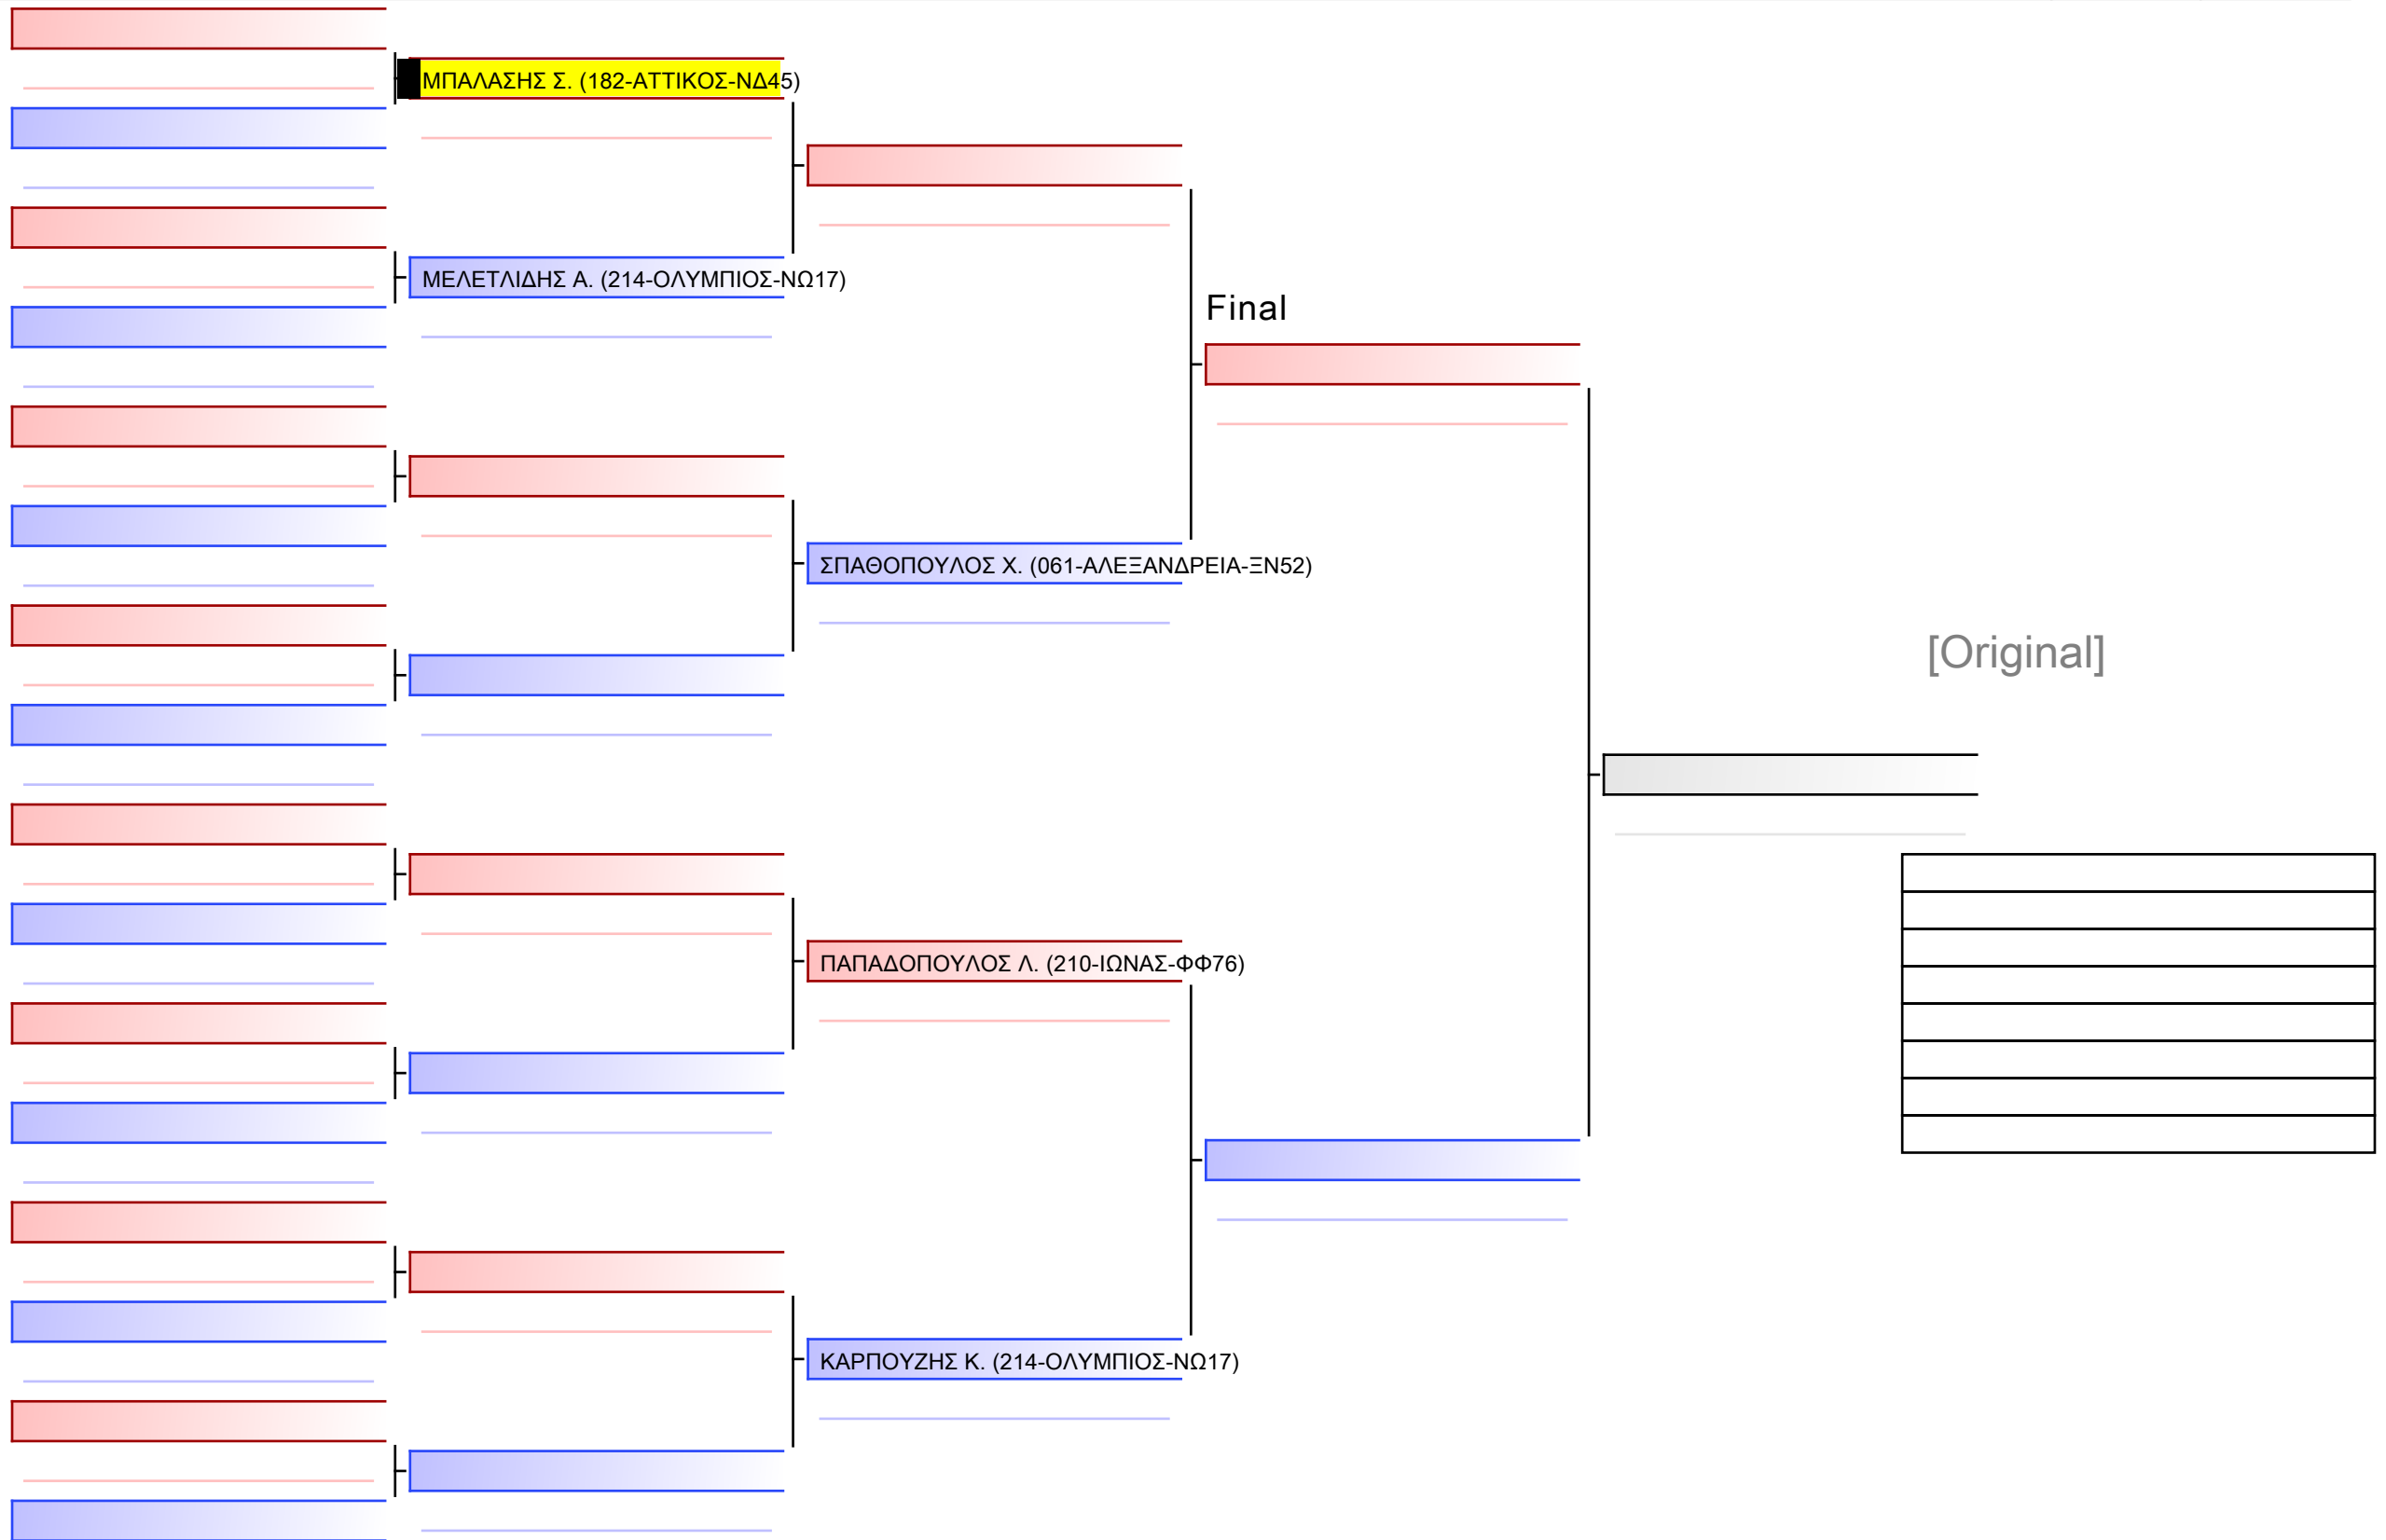 ΜΠΑΛΑΣΗΣ Σ. (182-ΑΤΤΙΚΟΣ-ΝΔ45)
ΜΕΛΕΤΛΙΔΗΣ Α. (214-ΟΛΥΜΠΙΟΣ-ΝΩ17)
Final
ΣΠΑΘΟΠΟΥΛΟΣ Χ. (061-ΑΛΕΞΑΝΔΡΕΙΑ-ΞΝ52)
[Original]
ΠΑΠΑΔΟΠΟΥΛΟΣ Λ. (210-ΙΩΝΑΣ-ΦΦ76)
ΚΑΡΠΟΥΖΗΣ Κ. (214-ΟΛΥΜΠΙΟΣ-ΝΩ17)